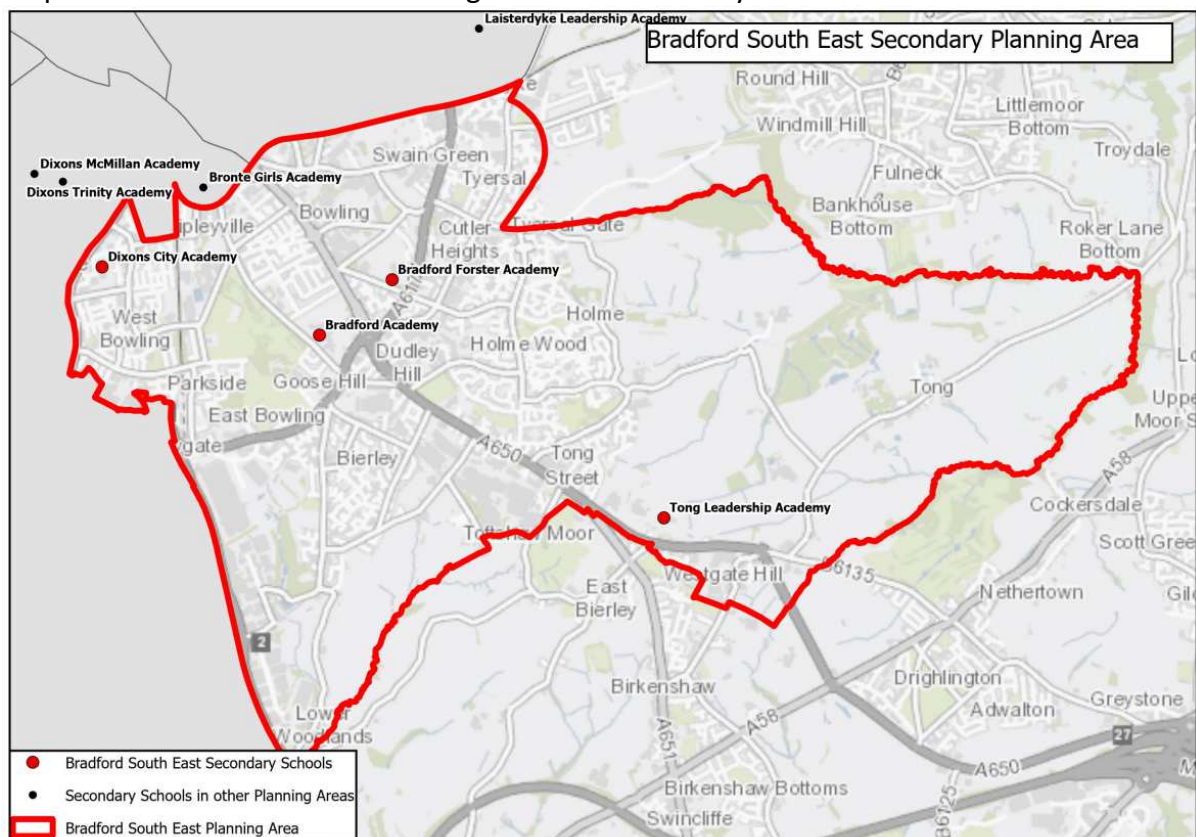 Laisterdyke Leadership Academy
Bradford South East Secondary Planning Area
Round Hill
Littlemoor
Bottom
Windmill Hill
Troydale
Swain Green
Fulneck
Dixons McMillan Academy
Bronte Girls Academy
Tyersal
Dixons Trinity Academy
Bowling
Bankhouse
Bottom
Cutler
Heights
Roker Lane
Bottom
Dixons City Academy
Bradford Forster Academy
West
Bowling
Holme
Bradford Academy
Dudley
Hill
Holme Wood
Parkside
Goose Hill
Tong
East Bowling
A650
Bierley
Tong
Street
A58
Cockersdale
Tong Leadership Academy
Westgate Hill
B6135
East
Bierley
Nethertown
2
Birkenshaw
Drighlington
Adwalton
Greystone
Lower
Woodlands
A58
A651
27
A650
Birkenshaw Bottoms
B6125
Swincliffe
Bradford South East Secondary Schools
Secondary Schools in other Planning Areas
Bradford South East Planning Area